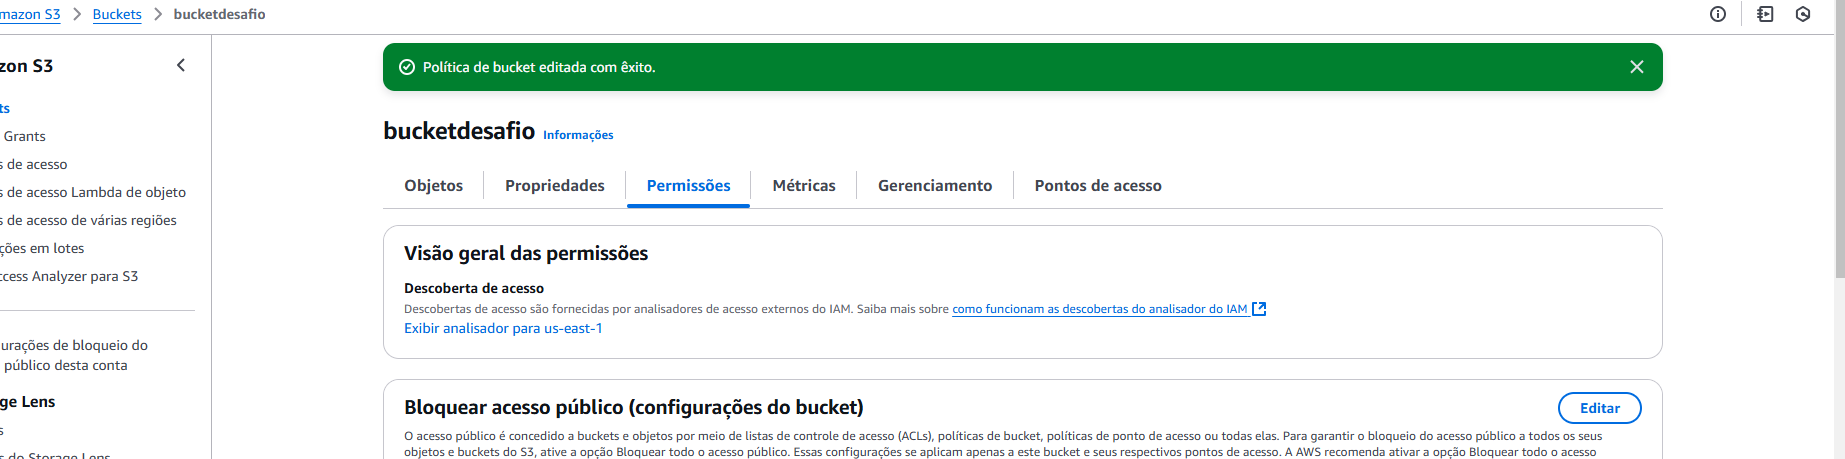 mazon S3 > Buckets > bucketdesafio
zon S3
Política de bucket editada com êxito.
ts
Grants
s de acesso
s de acesso Lambda de objeto
s de acesso de várias regiões
ções em lotes
ccess Analyzer para S3
urações de bloqueio do
público desta conta
ge Lens
s
s do Storage Lens
bucketdesafio Informações
Objetos Propriedades Permissões Métricas Gerenciamento Pontos de acesso
Visão geral das permissões
Descoberta de acesso
Descobertas de acesso são fornecidas por analisadores de acesso externos do IAM. Saiba mais sobre como funcionam as descobertas do analisador do IAM
Exibir analisador para us-east-1
Bloquear acesso público (configurações do bucket)
Editar
O acesso público é concedido a buckets e objetos por meio de listas de controle de acesso (ACLs), políticas de bucket, políticas de ponto de acesso ou todas elas. Para garantir o bloqueio do acesso público a todos os seus
objetos e buckets do S3, ative a opção Bloquear todo o acesso público. Essas configurações se aplicam apenas a este bucket e seus respectivos pontos de acesso. A AWS recomenda ativar a opção Bloquear todo o acesso